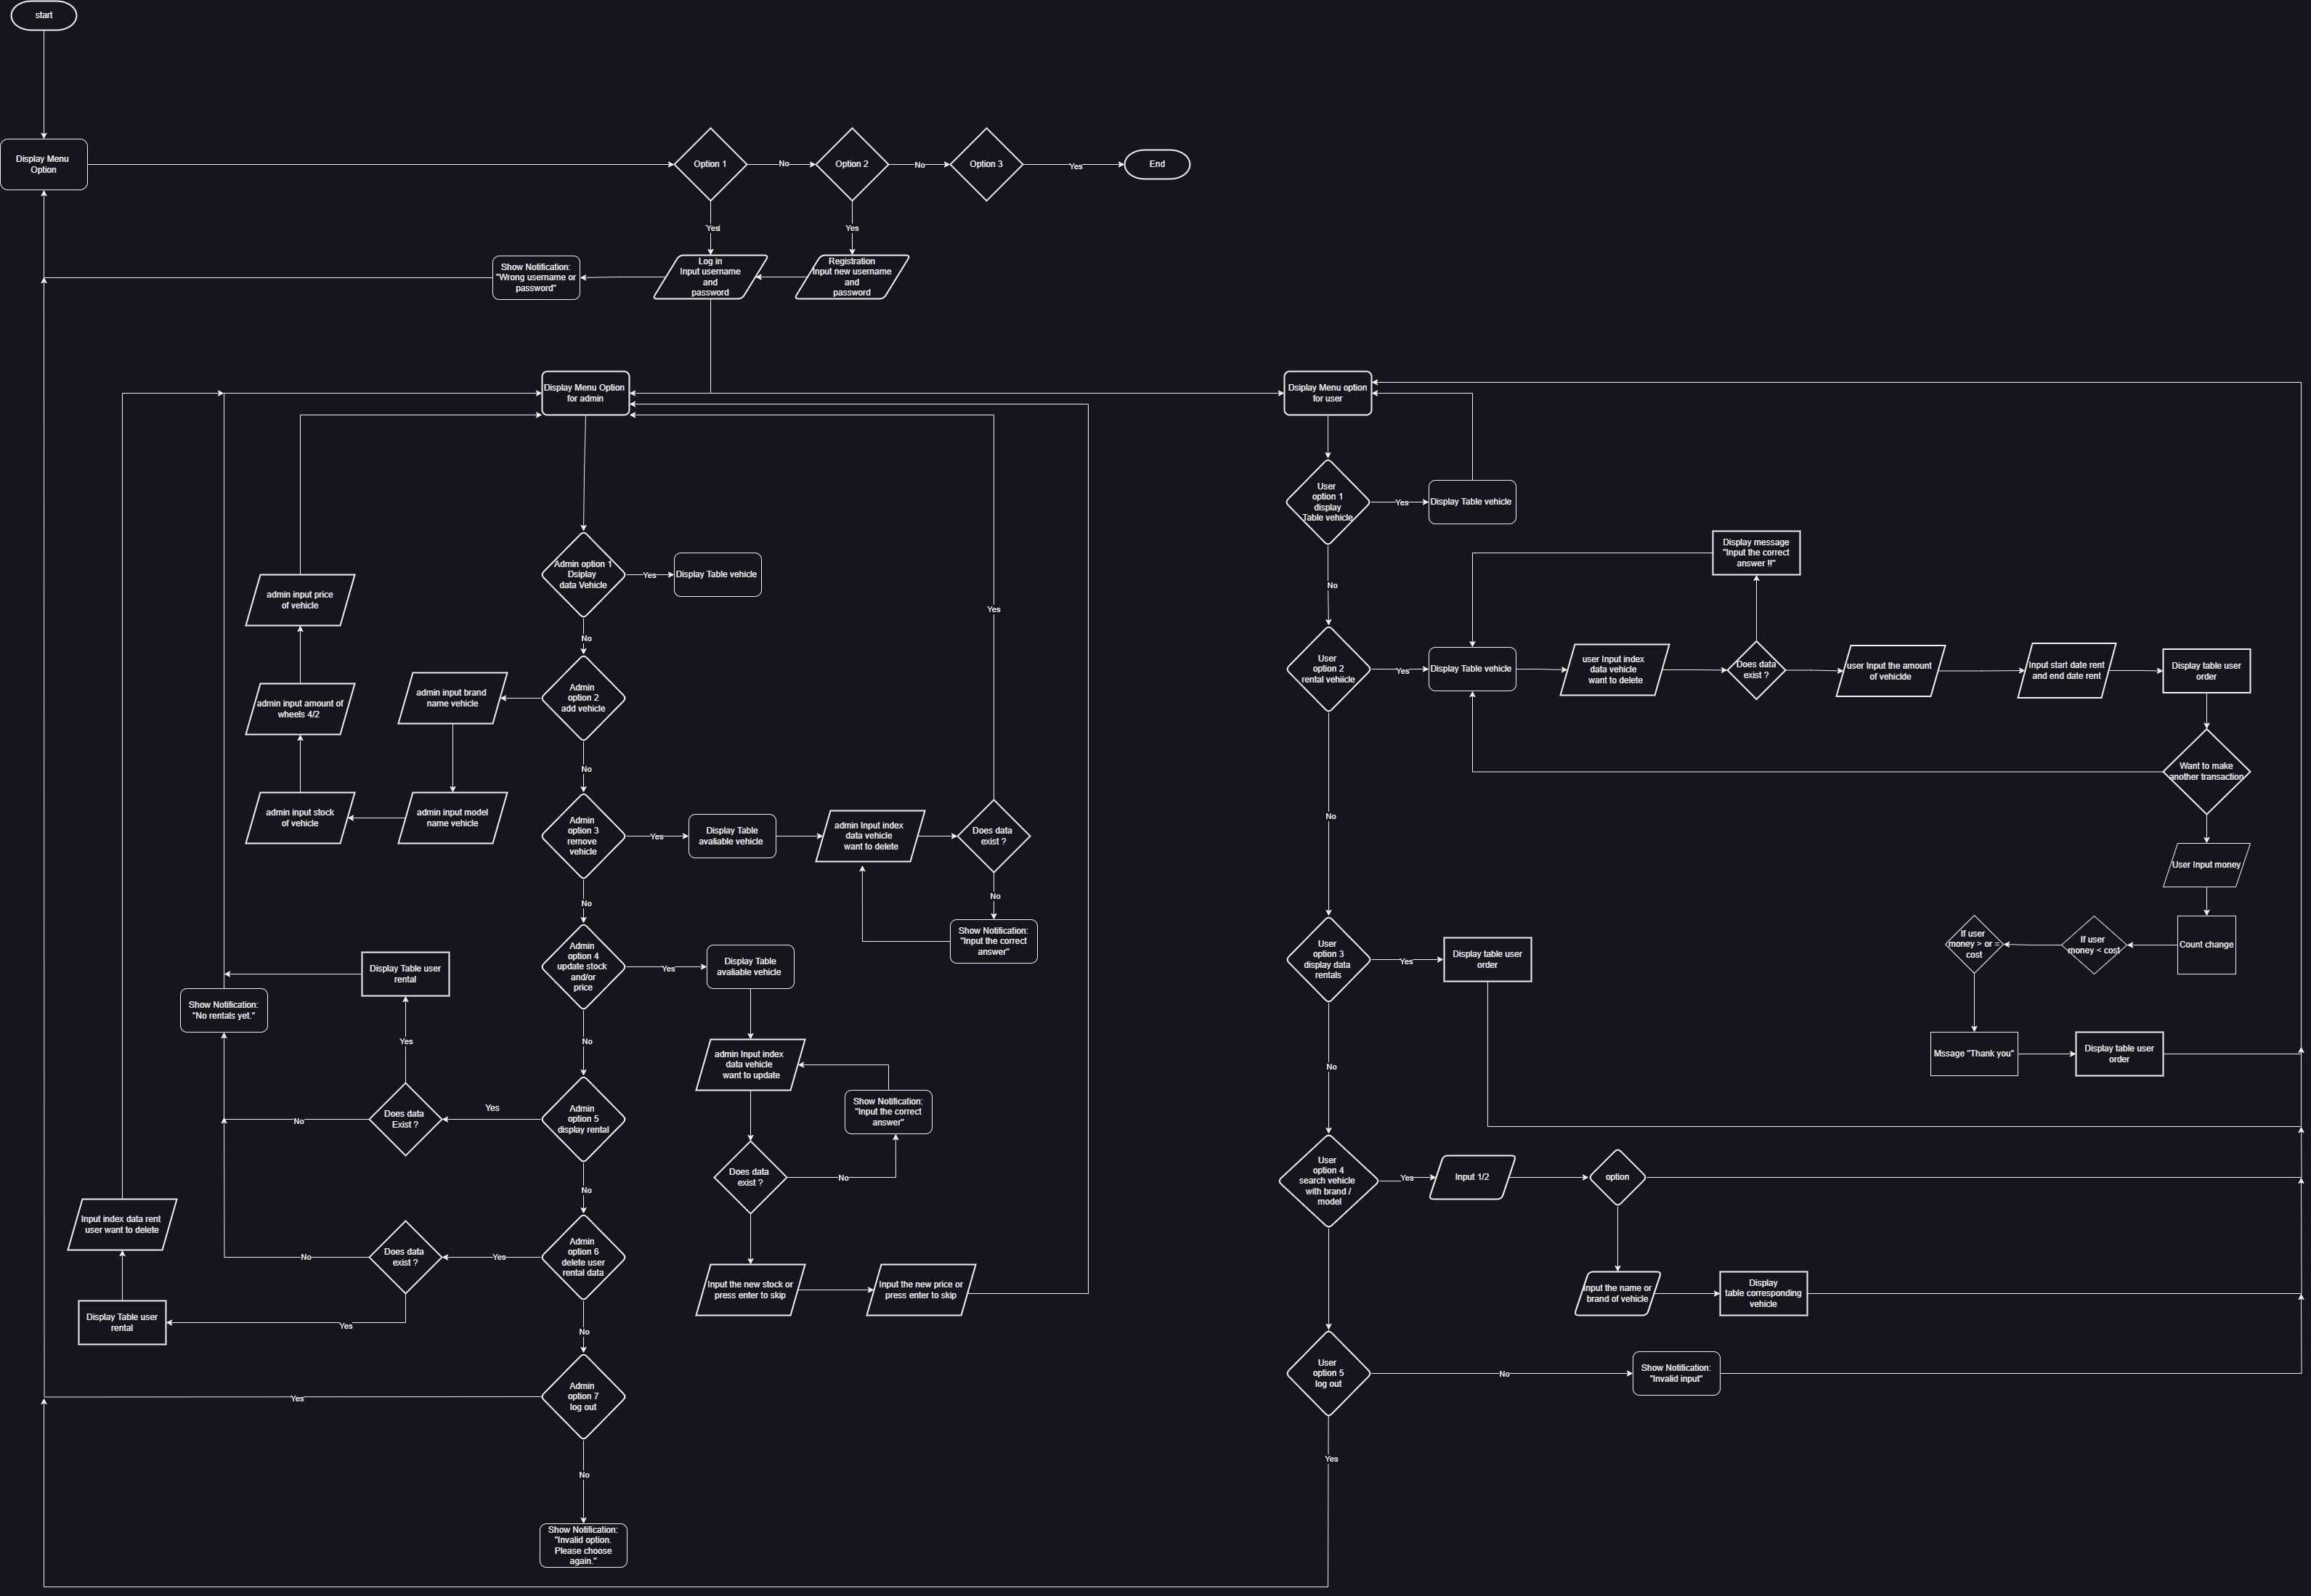 start
Display Menu
Option
Option 1
No
Option 2
No
Option 3
Yes
End
Yes
Yes
Show Notification:
"Wrong username or
password"
Log in
Input username
and
password
Registration
Input new username
and
password
Display Menu Option
for admin
Dsiplay Menu option
for user
User
option 1
display
Table vehicle
Yes
Display Table vehicle
Admin option 1
Dsiplay
data Vehicle
Yes
Display Table vehicle
Display message
"Input the correct
answer !!"
No
admin input price
of vehicle
Yes
No
User
option 2
rental vehiicle
Yes
Display Table vehicle
user Input index
data vehicle
want to delete
Does data
exist ?
user Input the amount
of vehiclde
Input start date rent
and end date rent
Display table user
order
admin input amount of
wheels 4/2
admin input brand
name vehicle
Admin
option 2
add vehicle
No
Want to make
another transaction
admin input stock
of vehicle
admin input model
name vehicle
Admin
option 3
remove
vehicle
Yes
Display Table
avaliable vehicle
admin Input index
data vehicle
want to delete
Does data
exist ?
No
User Input money
No
No
Show Notification:
"Input the correct
answer"
If user
money > or =
cost
If user
money < cost
Count change
Display Table user
rental
Admin
option 4
update stock
and/or
price
Yes
Display Table
avaliable vehicle
User
option 3
display data
rentals
Yes
Display table user
order
Show Notification:
"No rentals yet."
Yes
No
admin Input index
data vehicle
want to update
No
Mssage "Thank you"
Display table user
order
Show Notification:
"Input the correct
answer"
No
Does data
Exist ?
Yes
Admin
option 5
display rental
Does data
exist ?
No
User
option 4
search vehicle
with brand /
model
Yes
Input 1/2
option
No
Input index data rent
user want to delete
No
Does data
exist ?
Yes
Admin
option 6
delete user
rental data
Input the new stock or
press enter to skip
Input the new price or
press enter to skip
Input the name or
brand of vehicle
Display
table corresponding
vehicle
Display Table user
rental
Yes
No
User
option 5
log out
No
Show Notification:
"Invalid input"
Yes
Admin
option 7
log out
Yes
No
Show Notification:
"Invalid option.
Please choose
again."